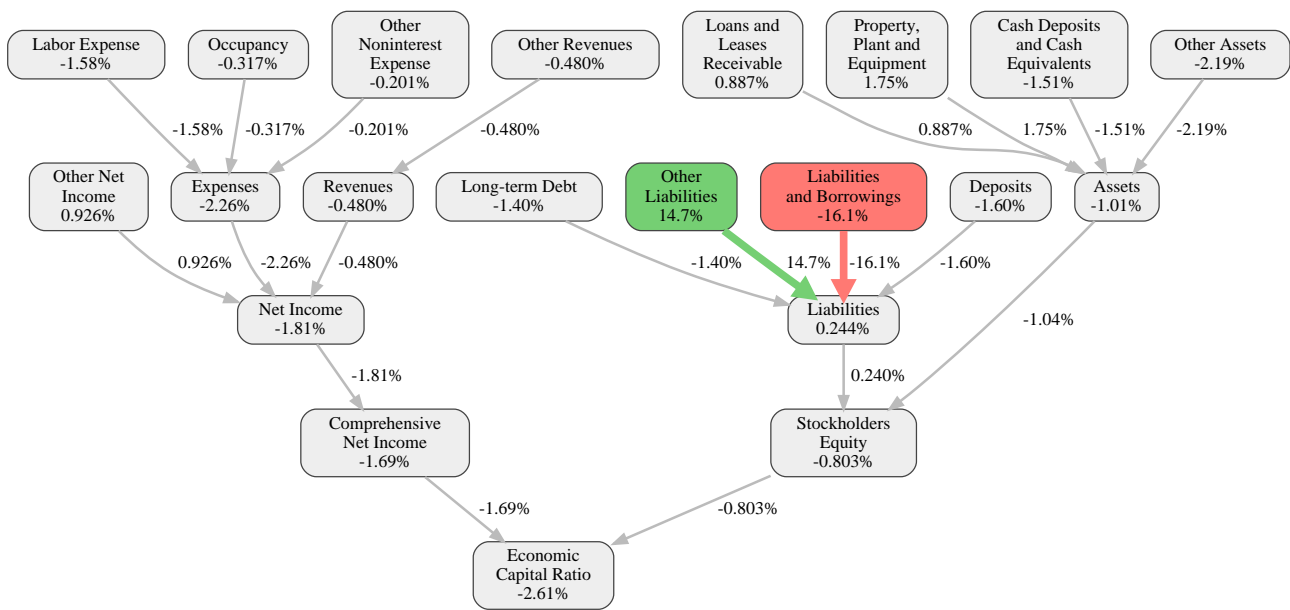 Labor Expense
-1.58%
Occupancy
-0.317%
Other
Noninterest
Expense
-0.201%
Other Revenues
-0.480%
Loans and
Leases
Receivable
0.887%
Property,
Plant and
Equipment
1.75%
Cash Deposits
and Cash
Equivalents
-1.51%
Other Assets
-2.19%
-1.58%
-0.317%
-0.201%
-0.480%
0.887%
1.75%
-1.51%
-2.19%
Other Net
Income
0.926%
Expenses
-2.26%
Revenues
-0.480%
Long-term Debt
-1.40%
Other
Liabilities
14.7%
Liabilities
and Borrowings
-16.1%
Deposits
-1.60%
Assets
-1.01%
0.926%
-2.26%
-0.480%
-1.40%
14.7%
-16.1%
-1.60%
-1.04%
Net Income
-1.81%
Liabilities
0.244%
-1.81%
0.240%
Comprehensive
Net Income
-1.69%
Stockholders
Equity
-0.803%
-1.69%
-0.803%
Economic
Capital Ratio
-2.61%